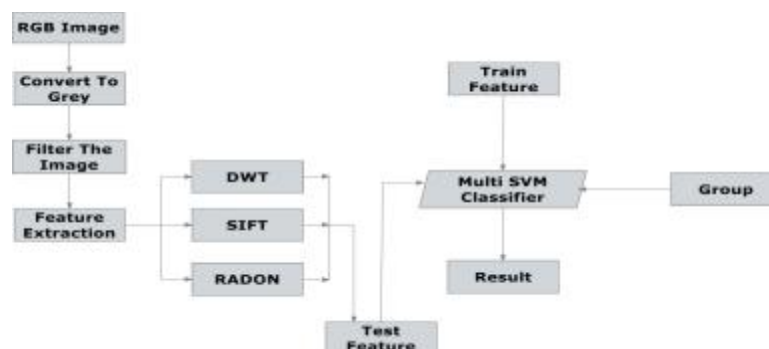 RGB Image
Convert To
Grey
Filter The
Image
Feature
Extraction
DWT
SIFT
RADON
Test
Feature
Train
Feature
Multi SVM
Classifier
Group
Result